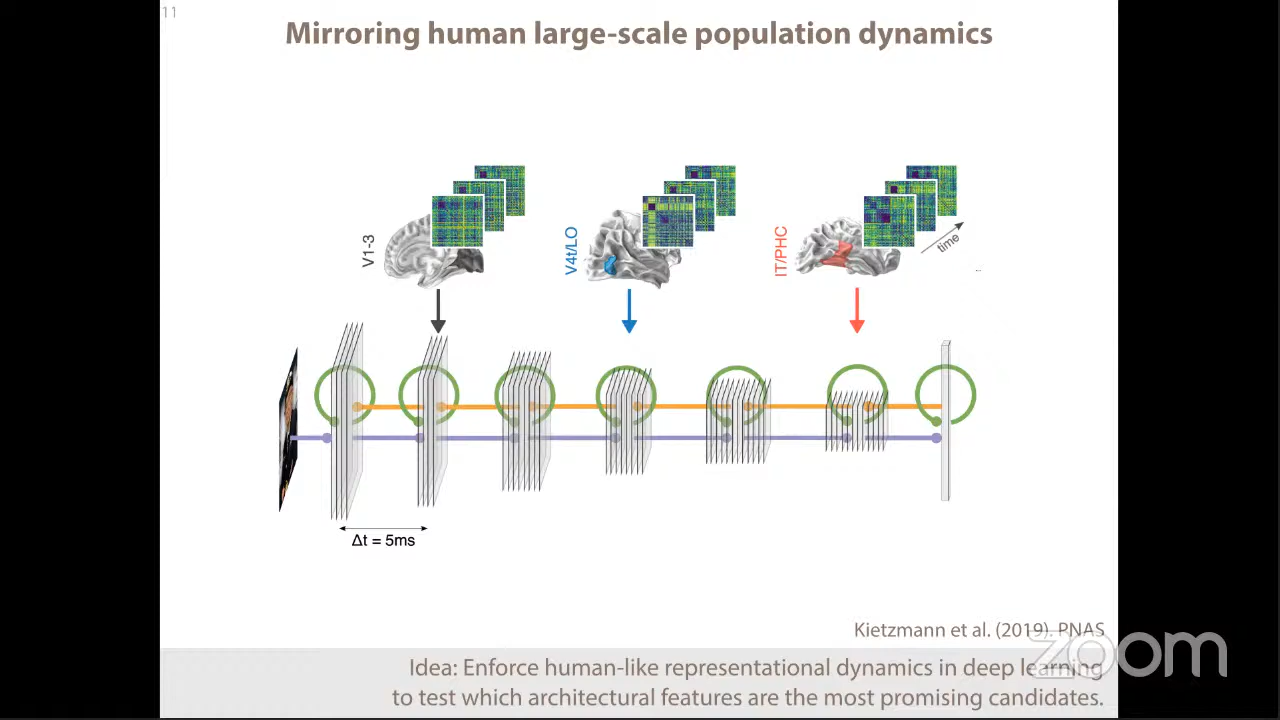 11
Mirroring human large-scale population dynamics
V1-3
V4t/LO
IT/PHC
time
Δt = 5ms
Kietzmann et al. (2019). PNAS
zoom
Idea: Enforce human-like representational dynamics in deep learning
to test which architectural features are the most promising candidates.